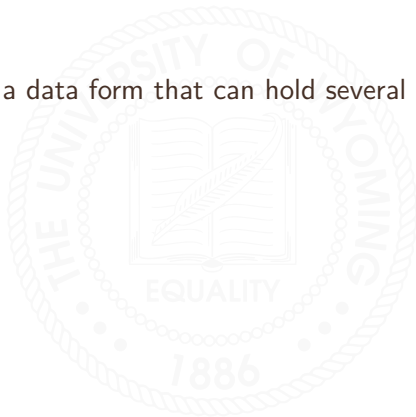 a data form that can hold several
THE UNIVERSITY OF WYOMING
EQUALITY
1886